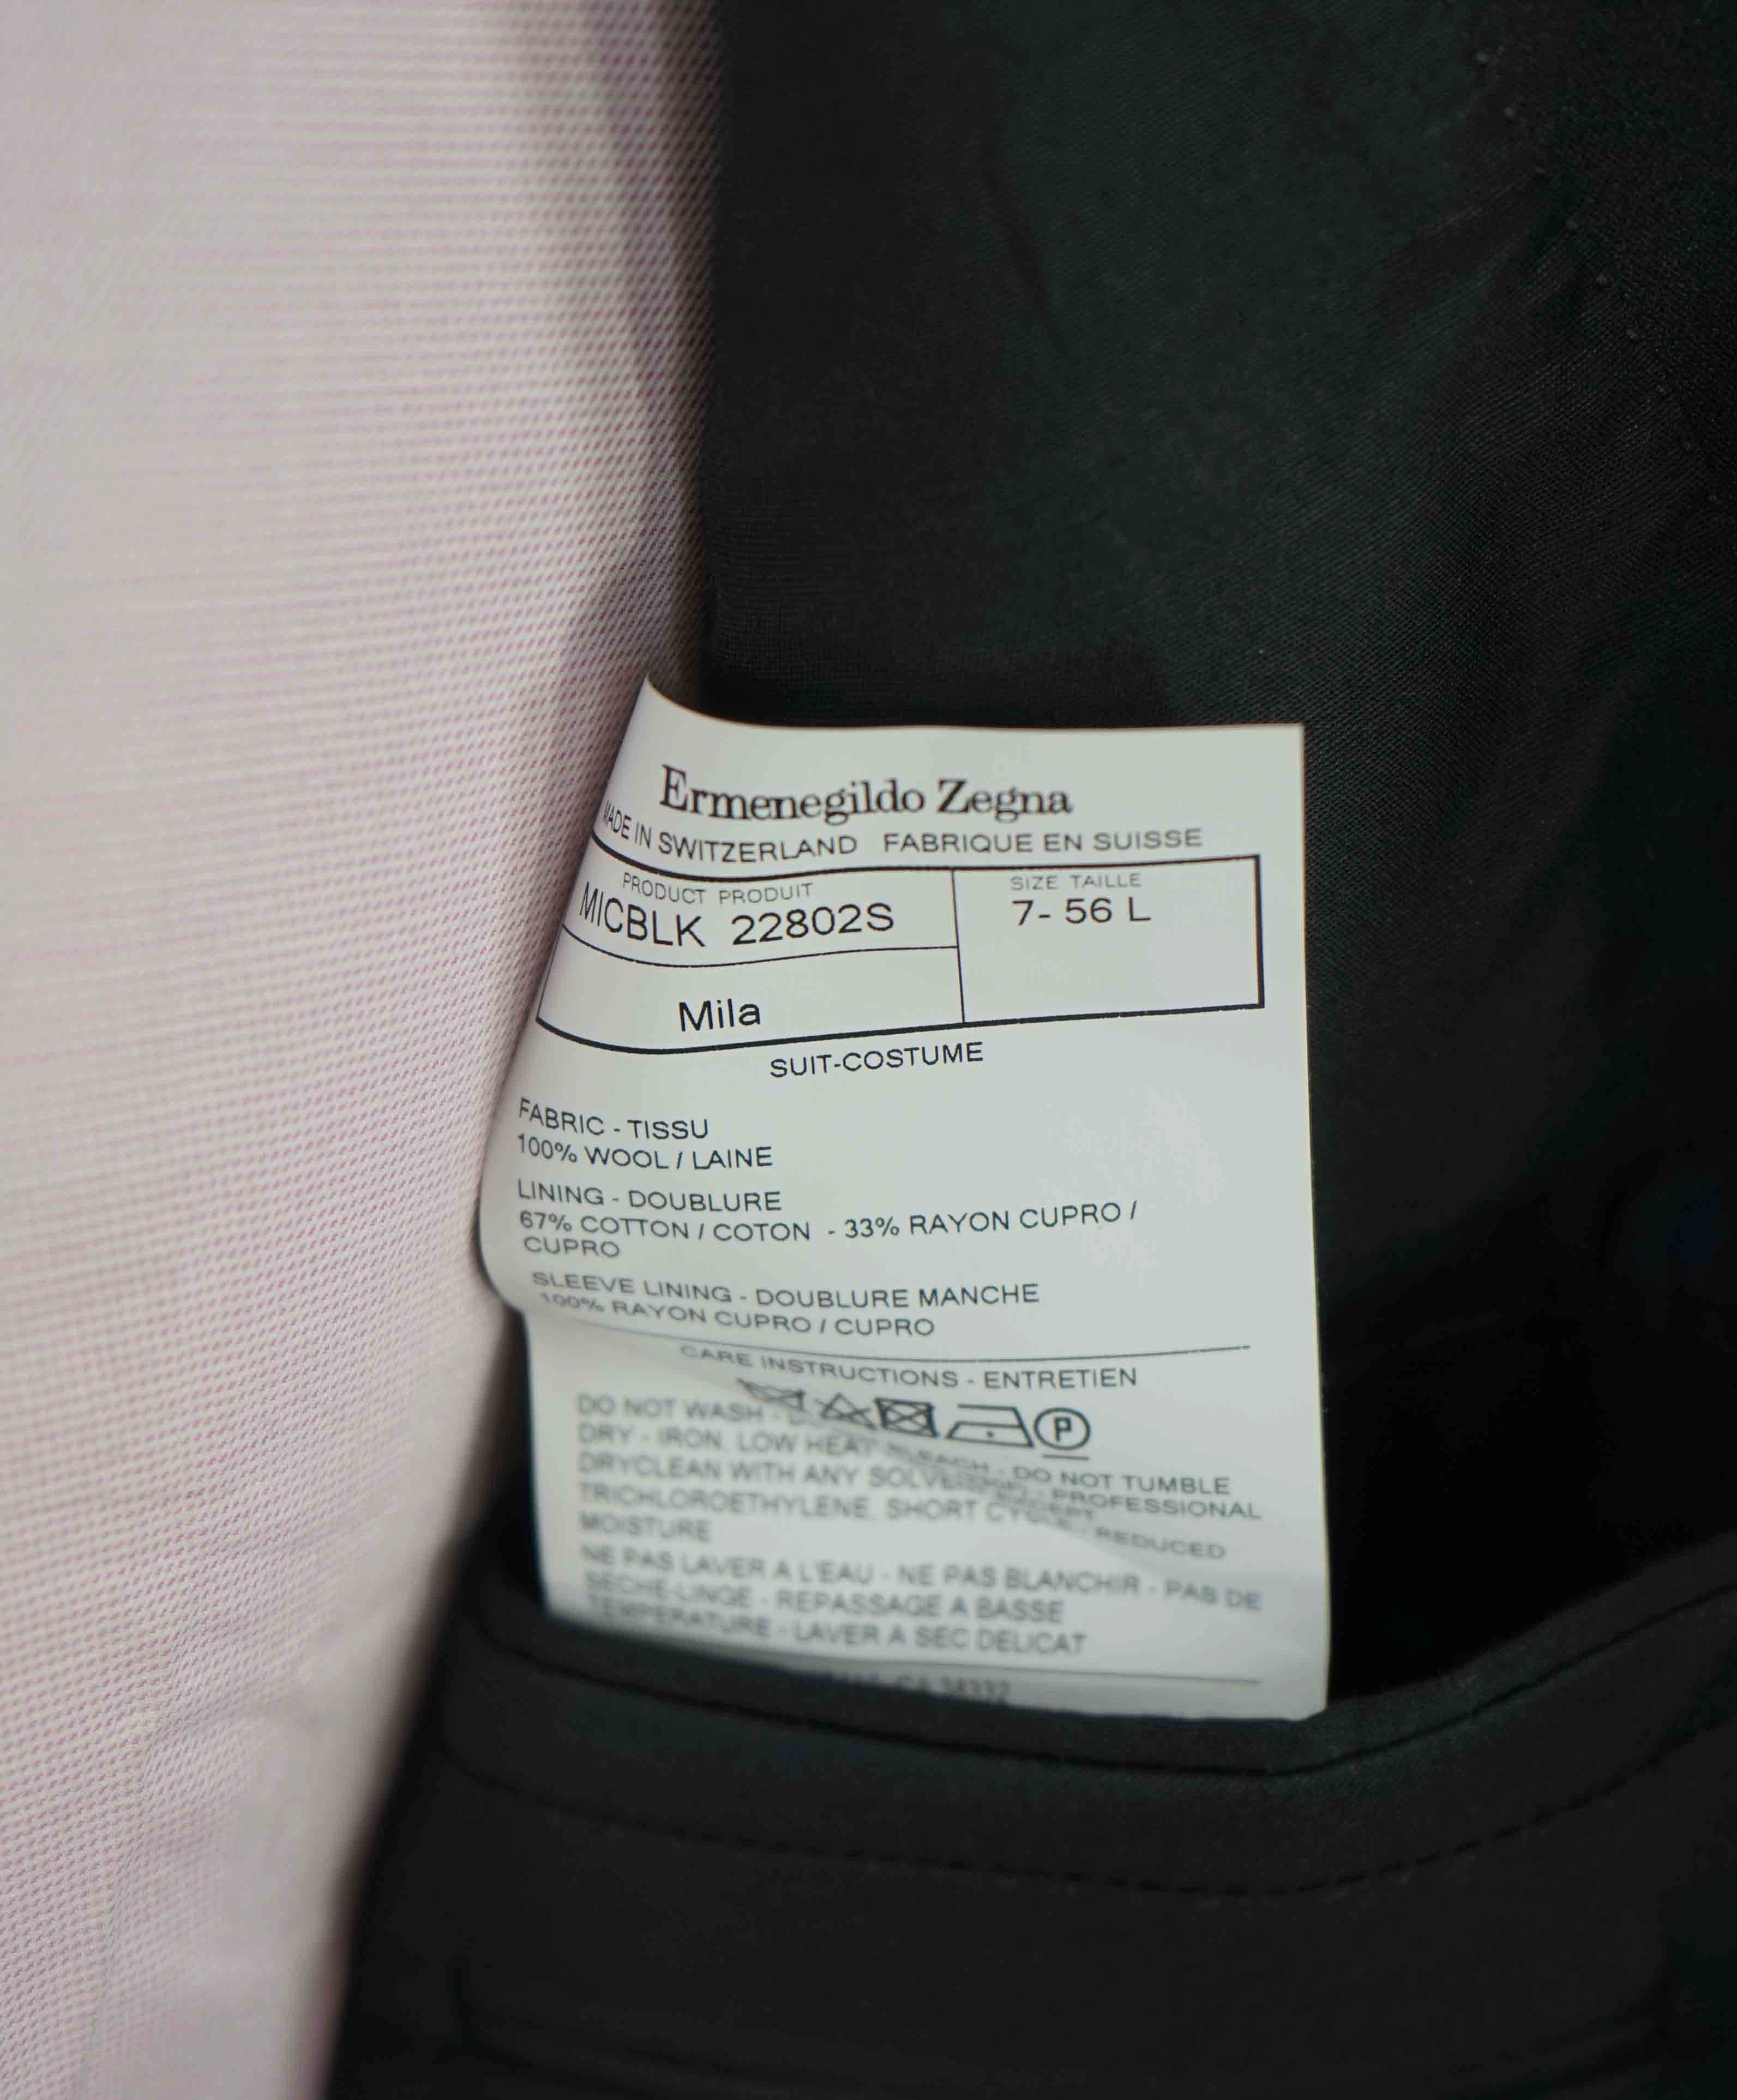 Ermenegildo Zegna
MADE IN SWITZERLAND FABRIQUE EN SUISSE
PRODUCT PRODUIT
MICBLK 22802S
SIZE TAILLE
7- 56 L
Mila
SUIT-COSTUME
FABRIC - TISSU
100% WOOL / LAINE
LINING - DOUBLURE
67% COTTON / COTON - 33% RAYON CUPRO /
CUPRO
SLEEVE LINING - DOUBLURE MANCHE
100% RAYON CUPRO / CUPRO
CARE INSTRUCTIONS - ENTRETIEN
P
DO NOT WASH - BLEACH - DO NOT TUMBLE
DRY - IRON, LOW HEAT - PROFESSIONAL
DRYCLEAN WITH ANY SOLVENT EXCEPT
TRICHLOROETHYLENE, SHORT CYCLE - REDUCED
MOISTURE
NE PAS LAVER A L'EAU - NE PAS BLANCHIR - PAS DE
SECHE-LINGE - REPASSAGE A BASSE
TEMPERATURE - LAVER A SEC DELICAT
CA 34332